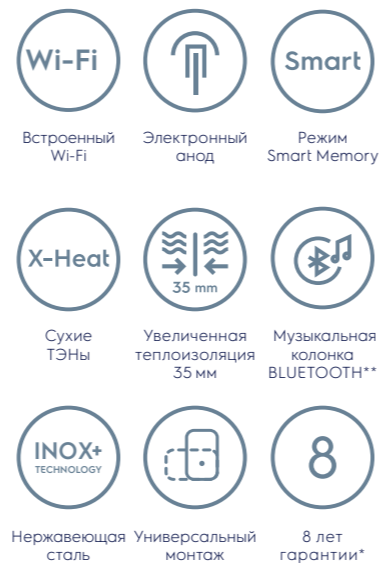 Wi-Fi
Smart
Встроенный
Wi-Fi
Электронный
анод
Режим
Smart Memory
X-Heat
35 mm
Сухие
ТЭНы
Увеличенная
теплоизоляция
35 мм
Музыкальная
колонка
BLUETOOTH**
INOX+
TECHNOLOGY
8
Нержавеющая
сталь
Универсальный
монтаж
8 лет
гарантии*